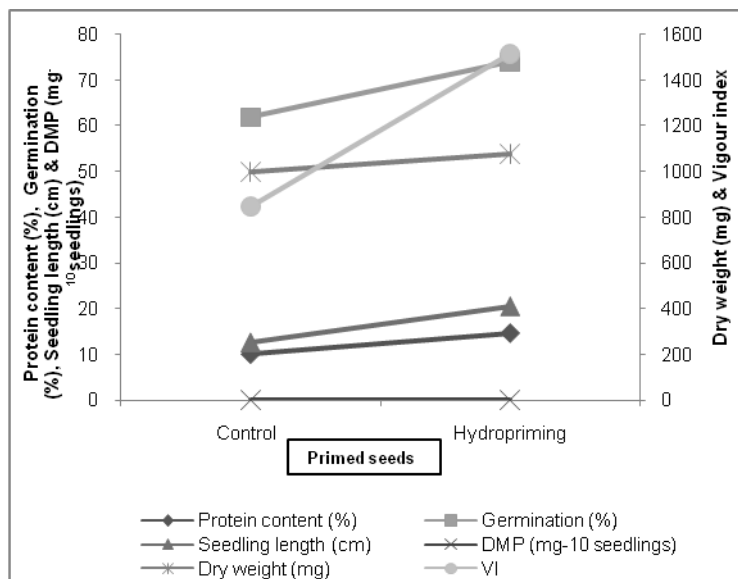 Protein content (%), Germination
(%), Seedling length (cm) & DMP (mg-
10 seedlings)
80
70
60
50
40
30
20
10
0
1600
1400
1200
1000
800
600
400
200
0
Dry weight (mg) & Vigour index
Control
Hydropriming
Primed seeds
Protein content (%)
Germination (%)
Seedling length (cm)
DMP (mg-10 seedlings)
Dry weight (mg)
VI